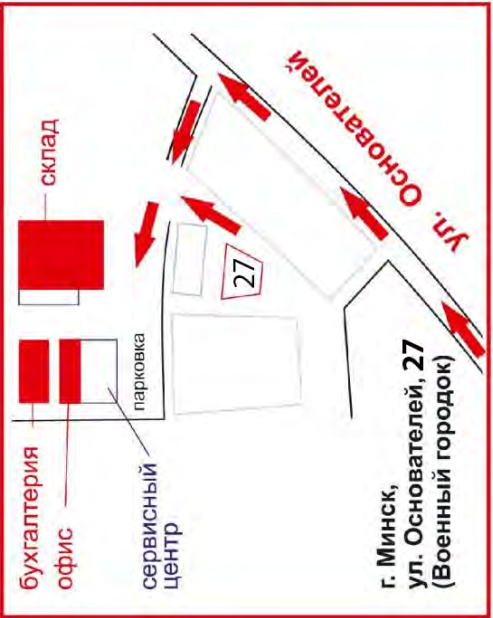 бухгалтерия
офис
сервисный
центр
склад
парковка
27
ул. Основателей
г. Минск,
ул. Основателей, 27
(Военный городок)